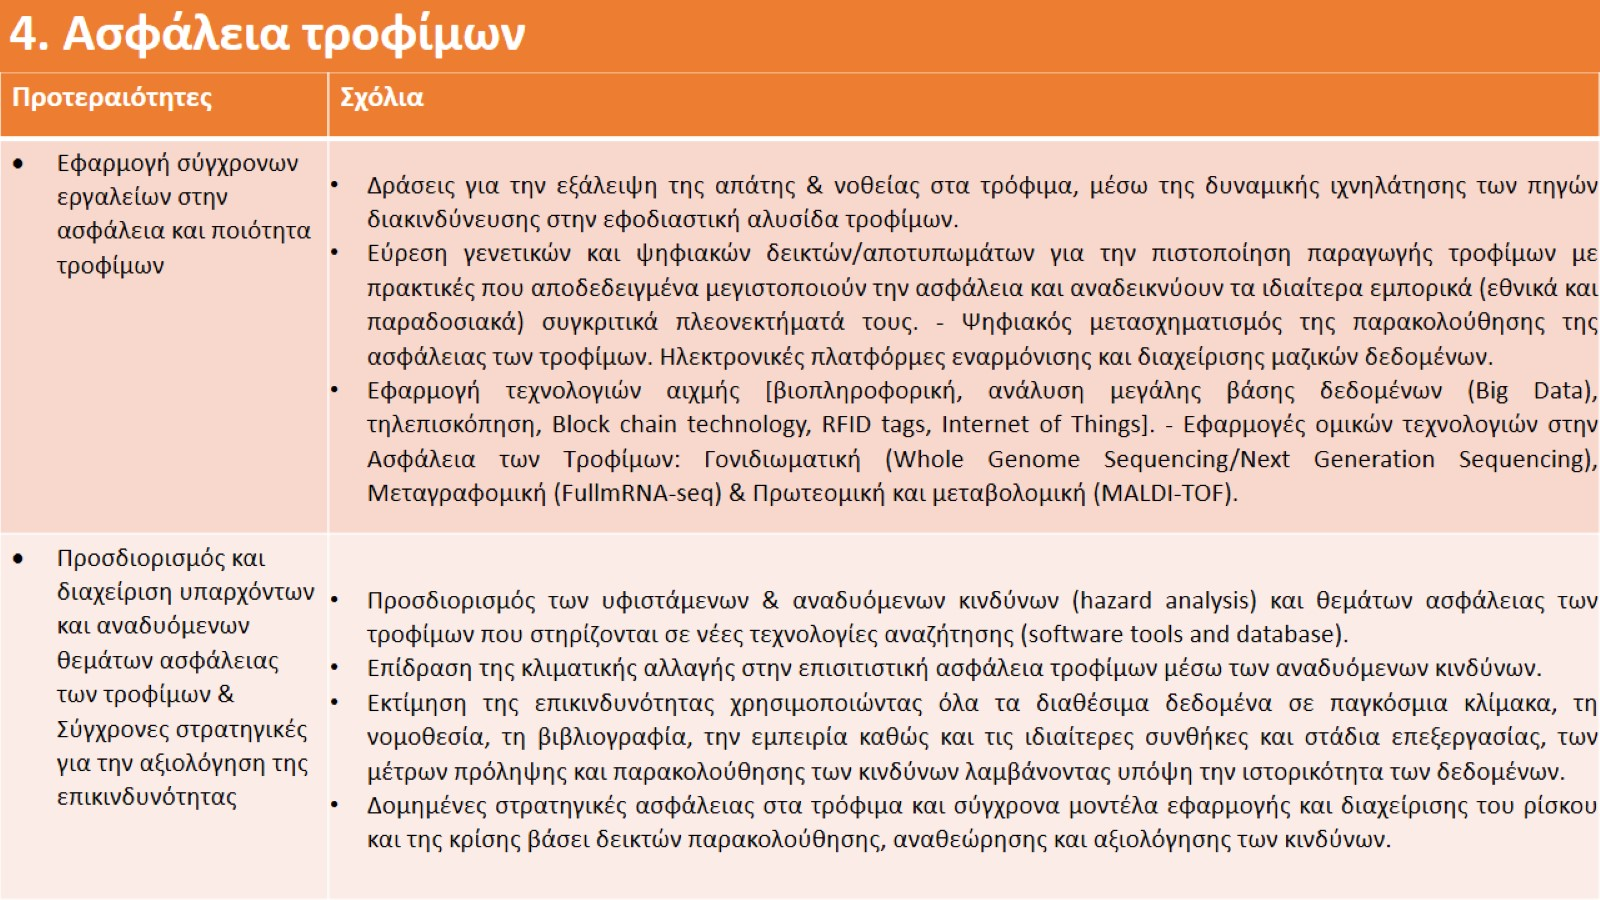 4. Ασφάλεια τροφίμων
Προτεραιότητες
Σχόλια
• Εφαρμογή σύγχρονων
εργαλείων στην
ασφάλεια και ποιότητα
τροφίμων
• Δράσεις για την εξάλειψη της απάτης & νοθείας στα τρόφιμα, μέσω της δυναμικής ιχνηλάτησης των πηγών
διακινδύνευσης στην εφοδιαστική αλυσίδα τροφίμων.
• Εύρεση γενετικών και ψηφιακών δεικτών/αποτυπωμάτων για την πιστοποίηση παραγωγής τροφίμων με
πρακτικές που αποδεδειγμένα μεγιστοποιούν την ασφάλεια και αναδεικνύουν τα ιδιαίτερα εμπορικά (εθνικά και
παραδοσιακά) συγκριτικά πλεονεκτήματά τους. - Ψηφιακός μετασχηματισμός της παρακολούθησης της
ασφάλειας των τροφίμων. Ηλεκτρονικές πλατφόρμες εναρμόνισης και διαχείρισης μαζικών δεδομένων.
• Εφαρμογή τεχνολογιών αιχμής [βιοπληροφορική, ανάλυση μεγάλης βάσης δεδομένων (Big Data),
τηλεπισκόπηση, Block chain technology, RFID tags, Internet of Things]. - Εφαρμογές ομικών τεχνολογιών στην
Ασφάλεια των Τροφίμων: Γονιδιωματική (Whole Genome Sequencing/Next Generation Sequencing),
Μεταγραφομική (FullmRNA-seq) & Πρωτεομική και μεταβολομική (MALDI-TOF).
• Προσδιορισμός και
διαχείριση υπαρχόντων
και αναδυόμενων
θεμάτων ασφάλειας
των τροφίμων &
Σύγχρονες στρατηγικές
για την αξιολόγηση της
επικινδυνότητας
• Προσδιορισμός των υφιστάμενων & αναδυόμενων κινδύνων (hazard analysis) και θεμάτων ασφάλειας των
τροφίμων που στηρίζονται σε νέες τεχνολογίες αναζήτησης (software tools and database).
• Επίδραση της κλιματικής αλλαγής στην επισιτιστική ασφάλεια τροφίμων μέσω των αναδυόμενων κινδύνων.
• Εκτίμηση της επικινδυνότητας χρησιμοποιώντας όλα τα διαθέσιμα δεδομένα σε παγκόσμια κλίμακα, τη
νομοθεσία, τη βιβλιογραφία, την εμπειρία καθώς και τις ιδιαίτερες συνθήκες και στάδια επεξεργασίας, των
μέτρων πρόληψης και παρακολούθησης των κινδύνων λαμβάνοντας υπόψη την ιστορικότητα των δεδομένων.
• Δομημένες στρατηγικές ασφάλειας στα τρόφιμα και σύγχρονα μοντέλα εφαρμογής και διαχείρισης του ρίσκου
και της κρίσης βάσει δεικτών παρακολούθησης, αναθεώρησης και αξιολόγησης των κινδύνων.